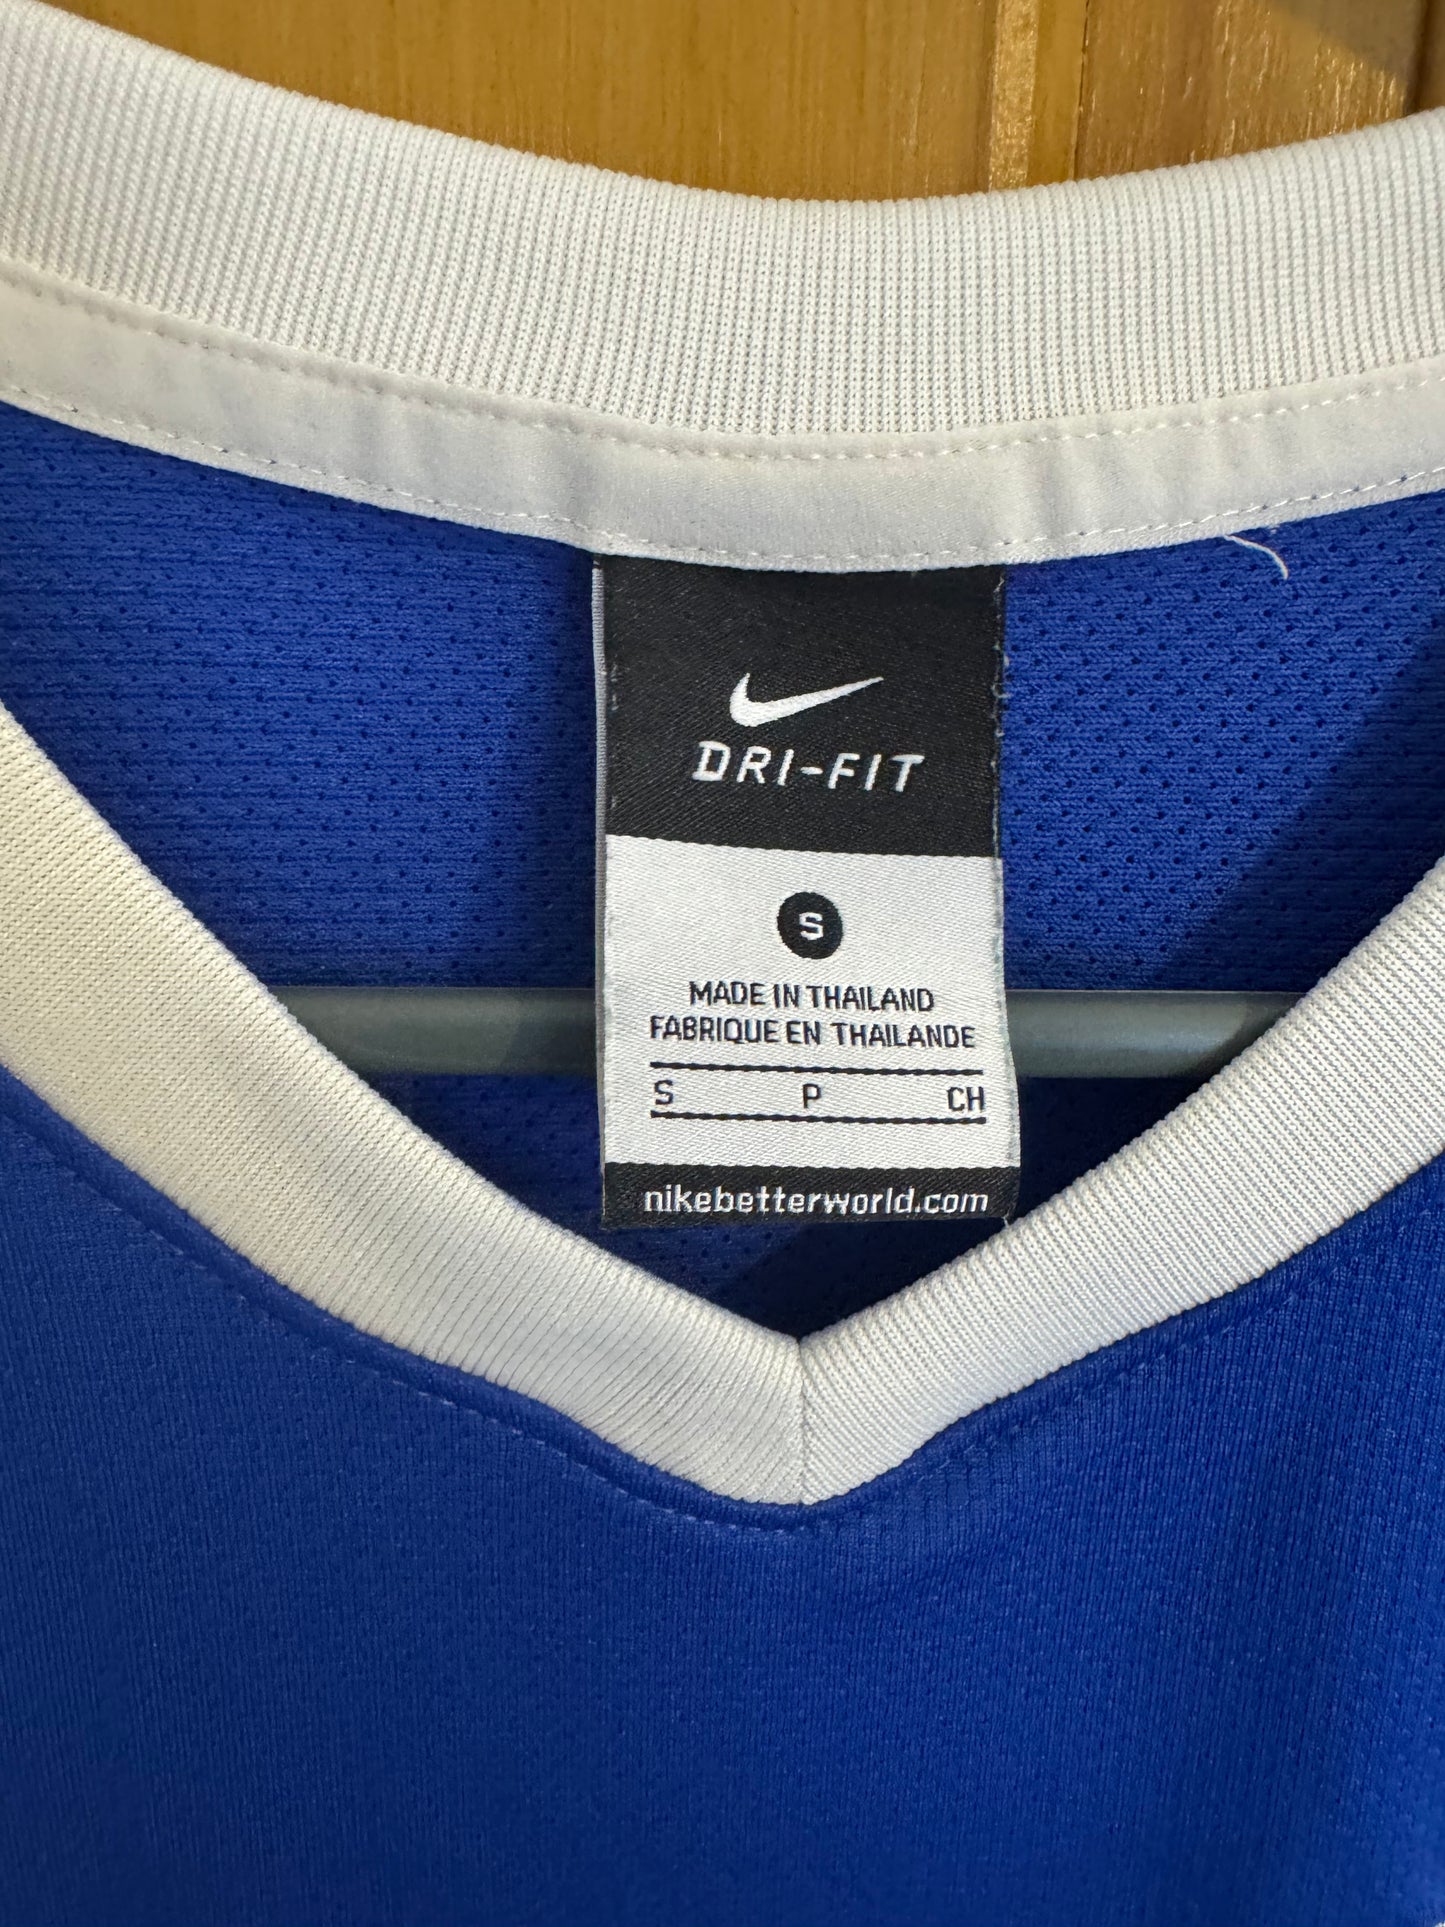 DRI-FIT
S
MADE IN THAILAND
FABRIQUE EN THAILANDE
S P CH
nikebetterworld.com